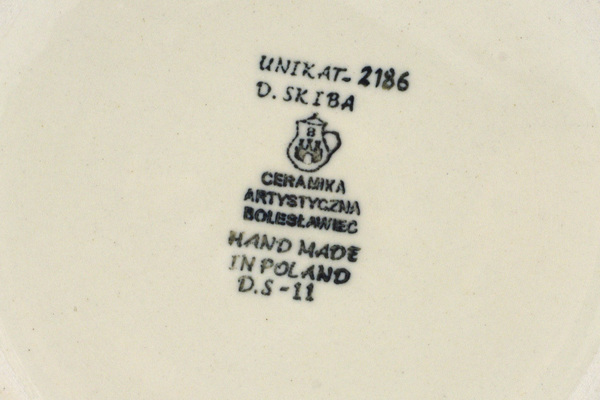 UNIKAT- 2186
D. SKIBA
B
CERAMIKA
ARTYSTYCZNA
BOLESŁAWIEC
HAND MADE
IN POLAND
D.S - 11